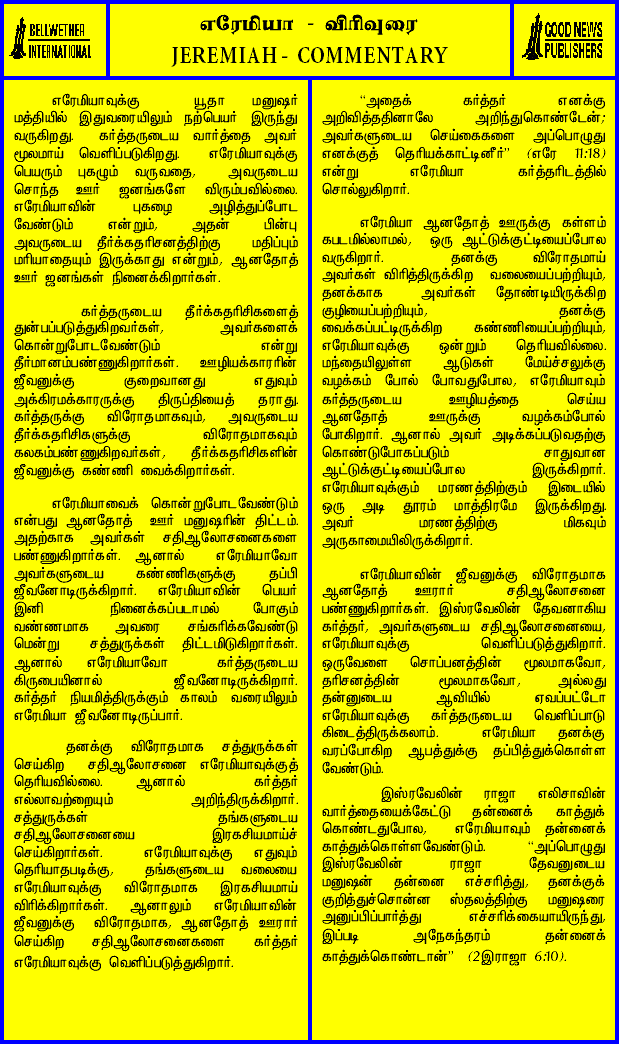 BELLWETHER
INTERNATIONAL
எரேமியா - விரிவுரை
JEREMIAH - COMMENTARY
GOOD NEWS
PUBLISHERS
எரேமியாவுக்கு யூதா மனுஷர்
மத்தியில் இதுவரையிலும் நற்பெயர் இருந்து
வருகிறது. கர்த்தருடைய வார்த்தை அவர்
மூலமாய் வெளிப்படுகிறது. எரேமியாவுக்கு
பெயரும் புகழும் வருவதை, அவருடைய
சொந்த ஊர் ஜனங்களே விரும்பவில்லை.
எரேமியாவின் புகழை அழித்துப்போட
வேண்டும் என்றும், அதன் பின்பு
அவருடைய தீர்க்கதரிசனத்திற்கு மதிப்பும்
மரியாதையும் இருக்காது என்றும், ஆனதோத்
ஊர் ஜனங்கள் நினைக்கிறார்கள்.
கர்த்தருடைய தீர்க்கதரிசிகளைத்
துன்பப்படுத்துகிறவர்கள், அவர்களைக்
கொன்றுபோடவேண்டும் என்று
தீர்மானம்பண்ணுகிறார்கள். ஊழியக்காரரின்
ஜீவனுக்கு குறைவானது எதுவும்
அக்கிரமக்காரருக்கு திருப்தியைத் தராது.
கர்த்தருக்கு விரோதமாகவும், அவருடைய
தீர்க்கதரிசிகளுக்கு விரோதமாகவும்
கலகம்பண்ணுகிறவர்கள், தீர்க்கதரிசிகளின்
ஜீவனுக்கு கண்ணி வைக்கிறார்கள்.
எரேமியாவைக் கொன்றுபோடவேண்டும்
என்பது ஆனதோத் ஊர் மனுஷரின் திட்டம்.
அதற்காக அவர்கள் சதிஆலோசனைகளை
பண்ணுகிறார்கள். ஆனால் எரேமியாவோ
அவர்களுடைய கண்ணிகளுக்கு தப்பி
ஜீவனோடிருக்கிறார். எரேமியாவின் பெயர்
இனி நினைக்கப்படாமல் போகும்
வண்ணமாக அவரை சங்கரிக்கவேண்டு
மென்று சத்துருக்கள் திட்டமிடுகிறார்கள்.
ஆனால் எரேமியாவோ கர்த்தருடைய
கிருபையினால் ஜீவனோடிருக்கிறார்.
கர்த்தர் நியமித்திருக்கும் காலம் வரையிலும்
எரேமியா ஜீவனோடிருப்பார்.
தனக்கு விரோதமாக சத்துருக்கள்
செய்கிற சதிஆலோசனை எரேமியாவுக்குத்
தெரியவில்லை. ஆனால் கர்த்தர்
எல்லாவற்றையும் அறிந்திருக்கிறார்.
சத்துருக்கள் தங்களுடைய
சதிஆலோசனையை இரகசியமாய்ச்
செய்கிறார்கள். எரேமியாவுக்கு எதுவும்
தெரியாதபடிக்கு, தங்களுடைய வலையை
எரேமியாவுக்கு விரோதமாக இரகசியமாய்
விரிக்கிறார்கள். ஆனாலும் எரேமியாவின்
ஜீவனுக்கு விரோதமாக, ஆனதோத் ஊரார்
செய்கிற சதிஆலோசனைகளை கர்த்தர்
எரேமியாவுக்கு வெளிப்படுத்துகிறார்.
“அதைக் கர்த்தர் எனக்கு
அறிவித்ததினாலே அறிந்துகொண்டேன்;
அவர்களுடைய செய்கைகளை அப்பொழுது
எனக்குத் தெரியக்காட்டினீர்” (எரே 11:18)
என்று எரேமியா கர்த்தரிடத்தில்
சொல்லுகிறார்.
எரேமியா ஆனதோத் ஊருக்கு கள்ளம்
கபடமில்லாமல், ஒரு ஆட்டுக்குட்டியைப்போல
வருகிறார். தனக்கு விரோதமாய்
அவர்கள் விரித்திருக்கிற வலையைப்பற்றியும்,
தனக்காக அவர்கள் தோண்டியிருக்கிற
குழியைப்பற்றியும், தனக்கு
வைக்கப்பட்டிருக்கிற கண்ணியைப்பற்றியும்,
எரேமியாவுக்கு ஒன்றும் தெரியவில்லை.
மந்தையிலுள்ள ஆடுகள் மேய்ச்சலுக்கு
வழக்கம் போல் போவதுபோல, எரேமியாவும்
கர்த்தருடைய ஊழியத்தை செய்ய
ஆனதோத் ஊருக்கு வழக்கம்போல்
போகிறார். ஆனால் அவர் அடிக்கப்படுவதற்கு
கொண்டுபோகப்படும் சாதுவான
ஆட்டுக்குட்டியைப்போல இருக்கிறார்.
எரேமியாவுக்கும் மரணத்திற்கும் இடையில்
ஒரு அடி தூரம் மாத்திரமே இருக்கிறது.
அவர் மரணத்திற்கு மிகவும்
அருகாமையிலிருக்கிறார்.
எரேமியாவின் ஜீவனுக்கு விரோதமாக
ஆனதோத் ஊரார் சதிஆலோசனை
பண்ணுகிறார்கள். இஸ்ரவேலின் தேவனாகிய
கர்த்தர், அவர்களுடைய சதிஆலோசனையை,
எரேமியாவுக்கு வெளிப்படுத்துகிறார்.
ஒருவேளை சொப்பனத்தின் மூலமாகவோ,
தரிசனத்தின் மூலமாகவோ, அல்லது
தன்னுடைய ஆவியில் ஏவப்பட்டோ
எரேமியாவுக்கு கர்த்தருடைய வெளிப்பாடு
கிடைத்திருக்கலாம். எரேமியா தனக்கு
வரப்போகிற ஆபத்துக்கு தப்பித்துக்கொள்ள
வேண்டும்.
இஸ்ரவேலின் ராஜா எலிசாவின்
வார்த்தையைக்கேட்டு தன்னைக் காத்துக்
கொண்டதுபோல, எரேமியாவும் தன்னைக்
காத்துக்கொள்ளவேண்டும். “அப்பொழுது
இஸ்ரவேலின் ராஜா தேவனுடைய
மனுஷன் தன்னை எச்சரித்து, தனக்குக்
குறித்துச்சொன்ன ஸ்தலத்திற்கு மனுஷரை
அனுப்பிப்பார்த்து எச்சரிக்கையாயிருந்து,
இப்படி அநேகந்தரம் தன்னைக்
காத்துக்கொண்டான்” (2இராஜா 6:10).